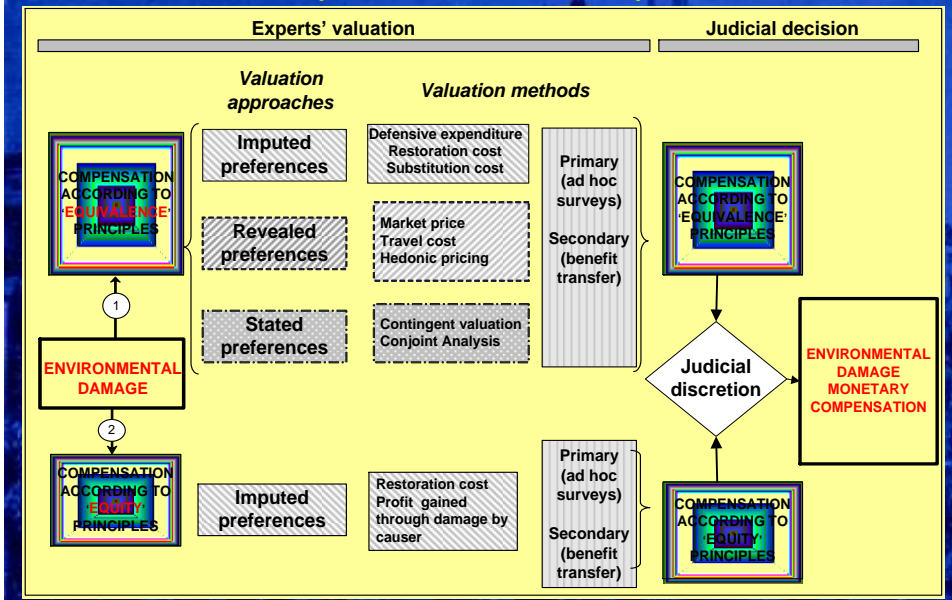 Experts' valuation
Judicial decision
Valuation
approaches
Valuation methods
COMPENSATION
ACCORDING TO
'EQUIVALENCE'
PRINCIPLES
Imputed
preferences
Defensive expenditure
Restoration cost
Substitution cost
Revealed
preferences
Market price
Travel cost
Hedonic pricing
Stated
preferences
Contingent valuation
Conjoint Analysis
Primary
(ad hoc
surveys)
Secondary
(benefit
transfer)
COMPENSATION
ACCORDING TO
'EQUIVALENCE'
PRINCIPLES
1
ENVIRONMENTAL
DAMAGE
2
Judicial
discretion
ENVIRONMENTAL
DAMAGE
MONETARY
COMPENSATION
COMPENSATION
ACCORDING TO
'EQUITY'
PRINCIPLES
Imputed
preferences
Restoration cost
Profit gained
through damage by
causer
Primary
(ad hoc
surveys)
Secondary
(benefit
transfer)
COMPENSATION
ACCORDING TO
'EQUITY'
PRINCIPLES